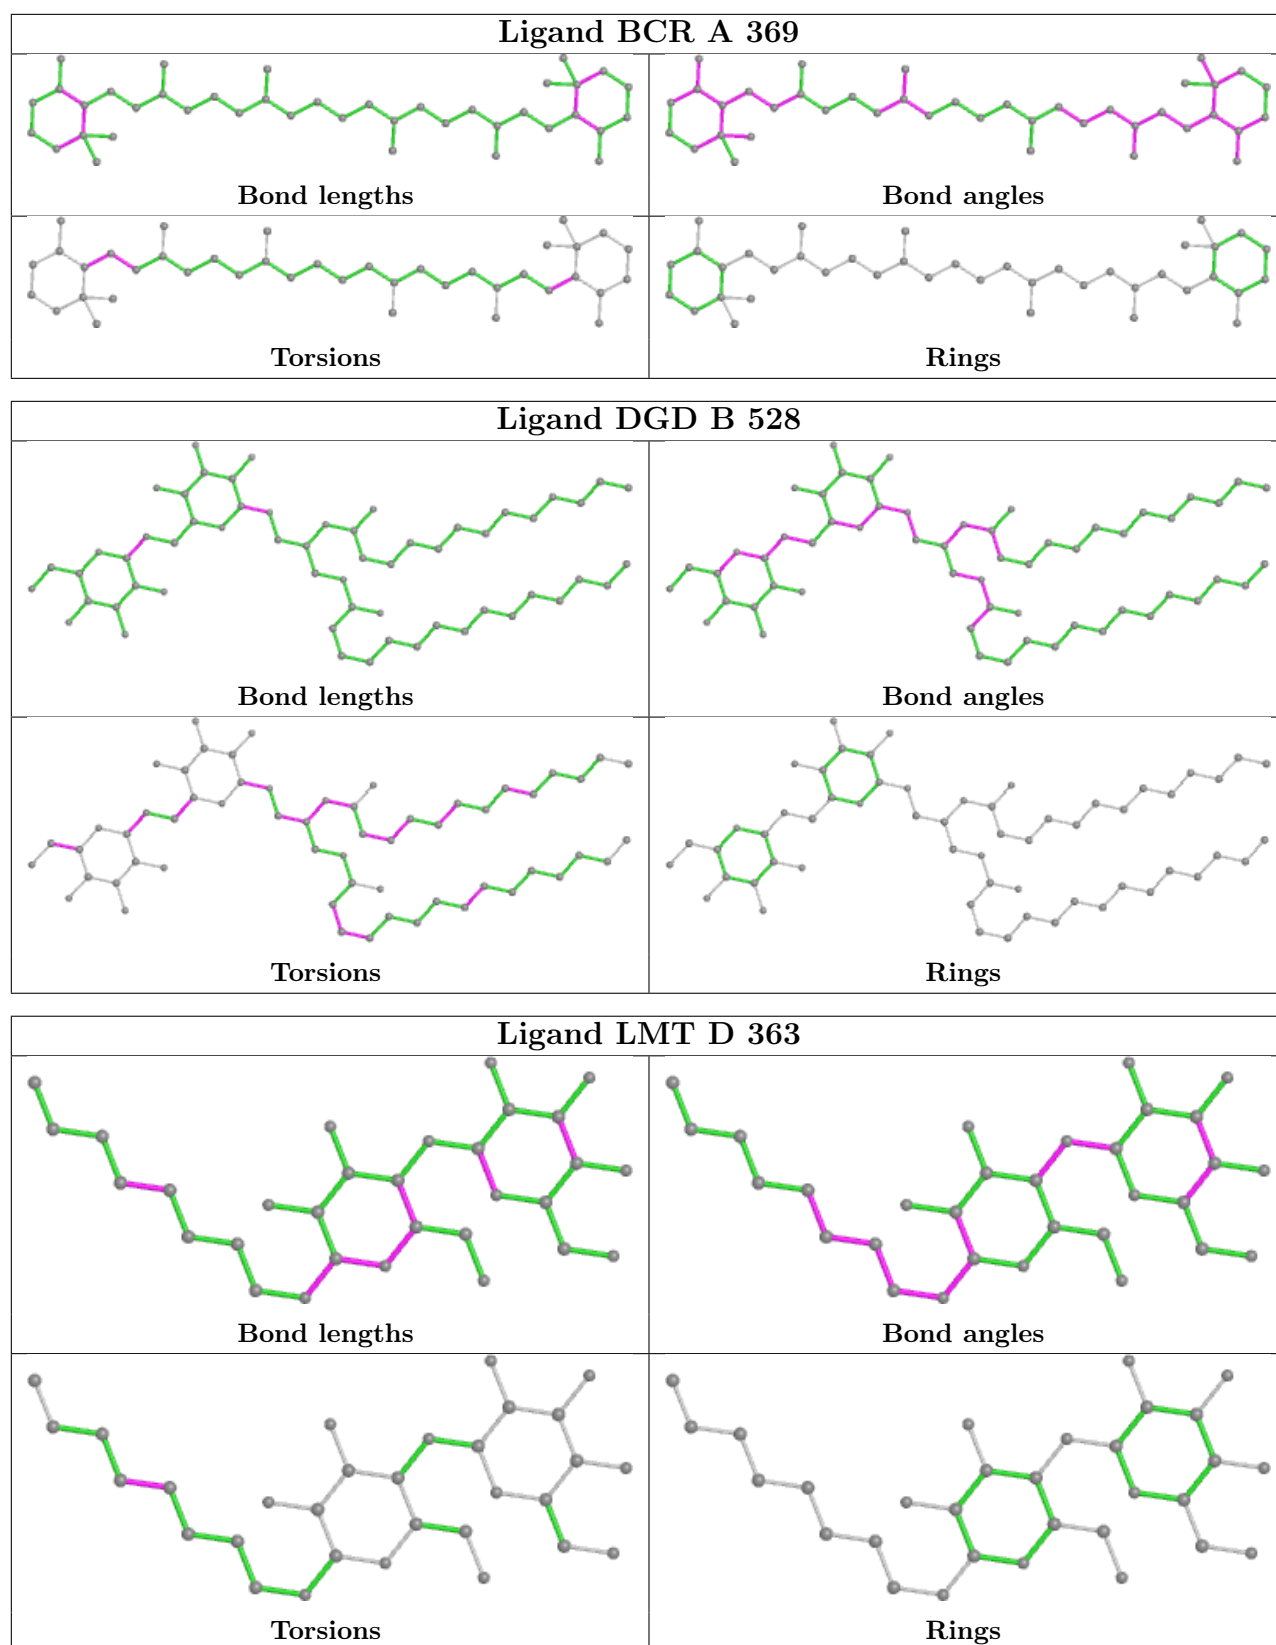 Ligand BCR A 369
Bond lengths
Bond angles
Torsions
Rings
Ligand DGD B 528
Bond lengths
Bond angles
Torsions
Rings
Ligand LMT D 363
Bond lengths
Bond angles
Torsions
Rings